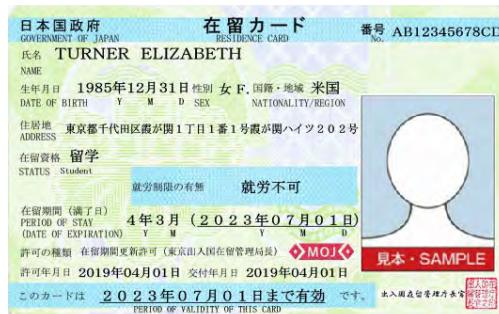 日本国政府 在留カード 番号 AB12345678CD
GOVERNMENT OF JAPAN RESIDENCE CARD No.
氏名 TURNER ELIZABETH
NAME
生年月日 1985年12月31日 性別 女 F. 国籍・地域 米国
DATE OF BIRTH Y M D SEX NATIONALITY/REGION
住居地 東京都千代田区霞が関1丁目1番1号霞が関ハイツ202号
ADDRESS
在留資格 留学
STATUS Student
就労制限の有無 就労不可
在留期間 (満了日) 4年3月 (2023年07月01日)
PERIOD OF STAY
(DATE OF EXPIRATION) Y M Y M D
許可の種類 在留期間更新許可 (東京出入国在留管理局長) MOJ
見本・SAMPLE
許可年月日 2019年04月01日 交付年月日 2019年04月01日
このカードは 2023年07月01日まで有効 です。 出入国在留管理庁長官
PERIOD OF VALIDITY OF THIS CARD